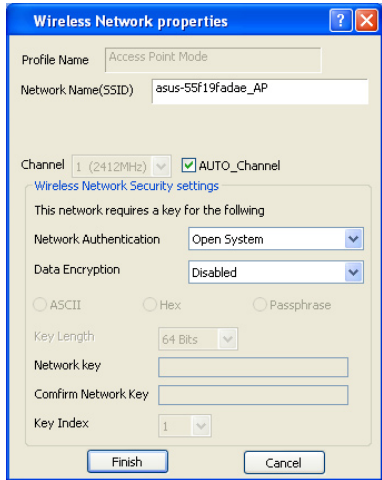 Wireless Network properties
Profile Name Access Point Mode
Network Name(SSID) asus-55f19fadae_AP
Channel 1 (2412MHz) AUTO_Channel
Wireless Network Security settings
This network requires a key for the follwing
Network Authentication Open System
Data Encryption Disabled
ASCII Hex Passphrase
Key Length 64 Bits
Network key
Comfirm Network Key
Key Index 1
Finish Cancel